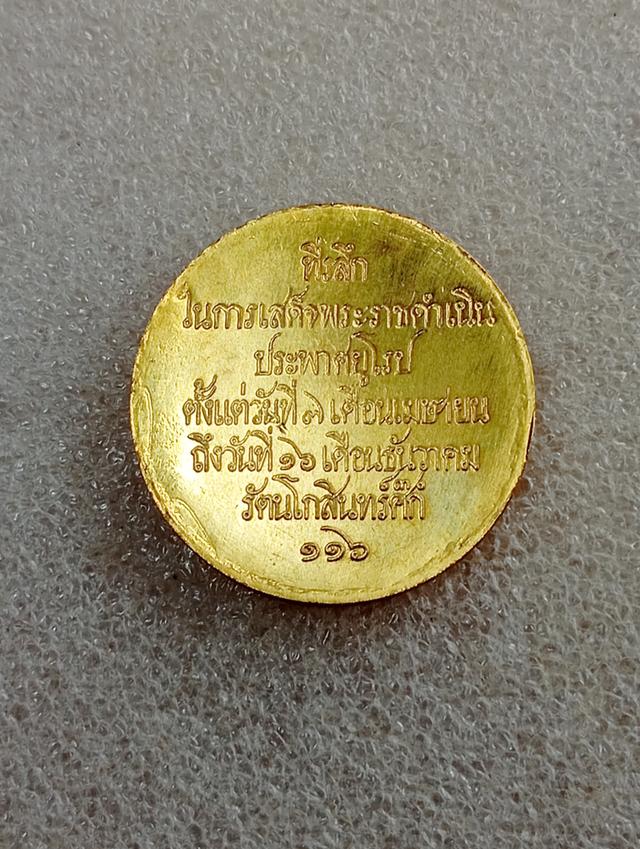 ที่รลึก
ในการเสด็จพระราชดำเนิน
ประพาศยุโรป
ตั้งแต่วันที่ ๗ เดือนเมษายน
ถึงวันที่ ๑๖ เดือนธันวาคม
รัตนโกสินทร์ศก๊
๑๑๖